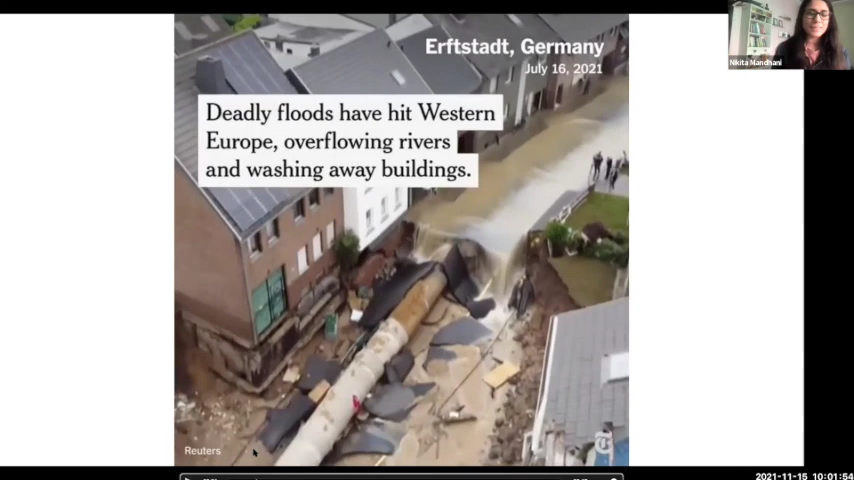 Erftstadt, Germany
July 16, 2021
Deadly floods have hit Western
Europe, overflowing rivers
and washing away buildings.
Reuters
Nikita Mandhani
2021-11-15 10:01:54